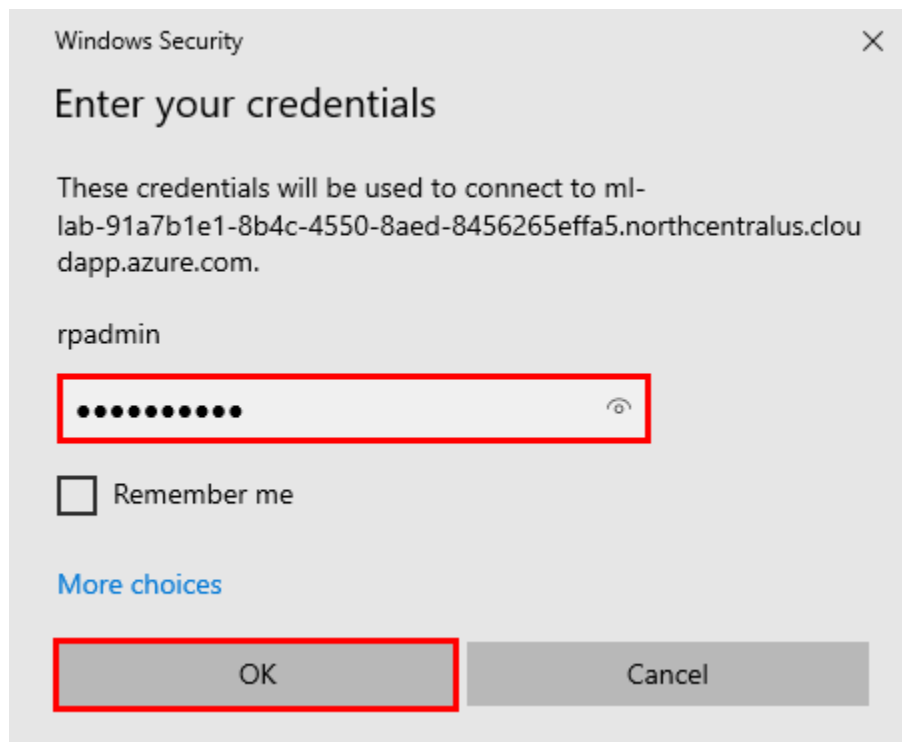 Windows Security
Enter your credentials
These credentials will be used to connect to ml-
lab-91a7b1e1-8b4c-4550-8aed-8456265effa5.northcentralus.clou
dapp.azure.com.
rpadmin
●●●●●●●●●●
Remember me
More choices
OK
Cancel